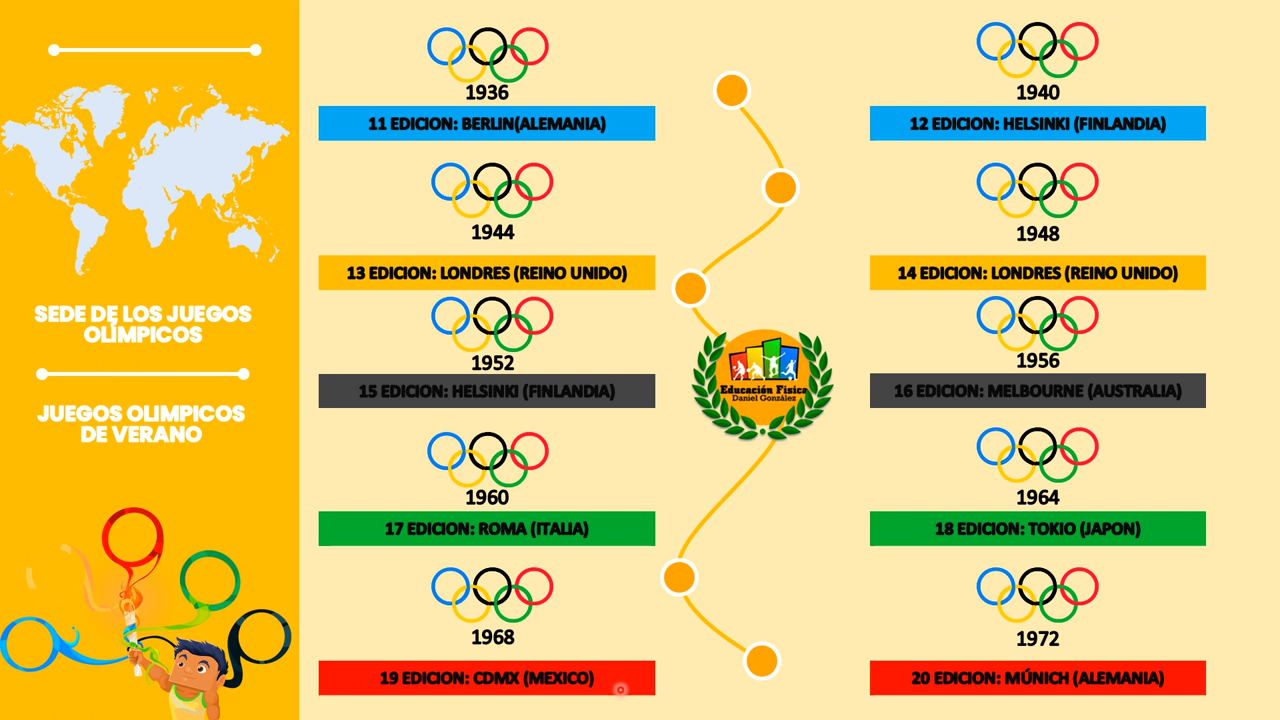 SEDE DE LOS JUEGOS
OLÍMPICOS
JUEGOS OLIMPICOS
DE VERANO
1936
11 EDICION: BERLIN(ALEMANIA)
1940
12 EDICION: HELSINKI (FINLANDIA)
1944
13 EDICION: LONDRES (REINO UNIDO)
1948
14 EDICION: LONDRES (REINO UNIDO)
1952
15 EDICION: HELSINKI (FINLANDIA)
1956
16 EDICION: MELBOURNE (AUSTRALIA)
Educación Física
Daniel González
1960
17 EDICION: ROMA (ITALIA)
1964
18 EDICION: TOKIO (JAPON)
1968
19 EDICION: CDMX (MEXICO)
1972
20 EDICION: MÚNICH (ALEMANIA)